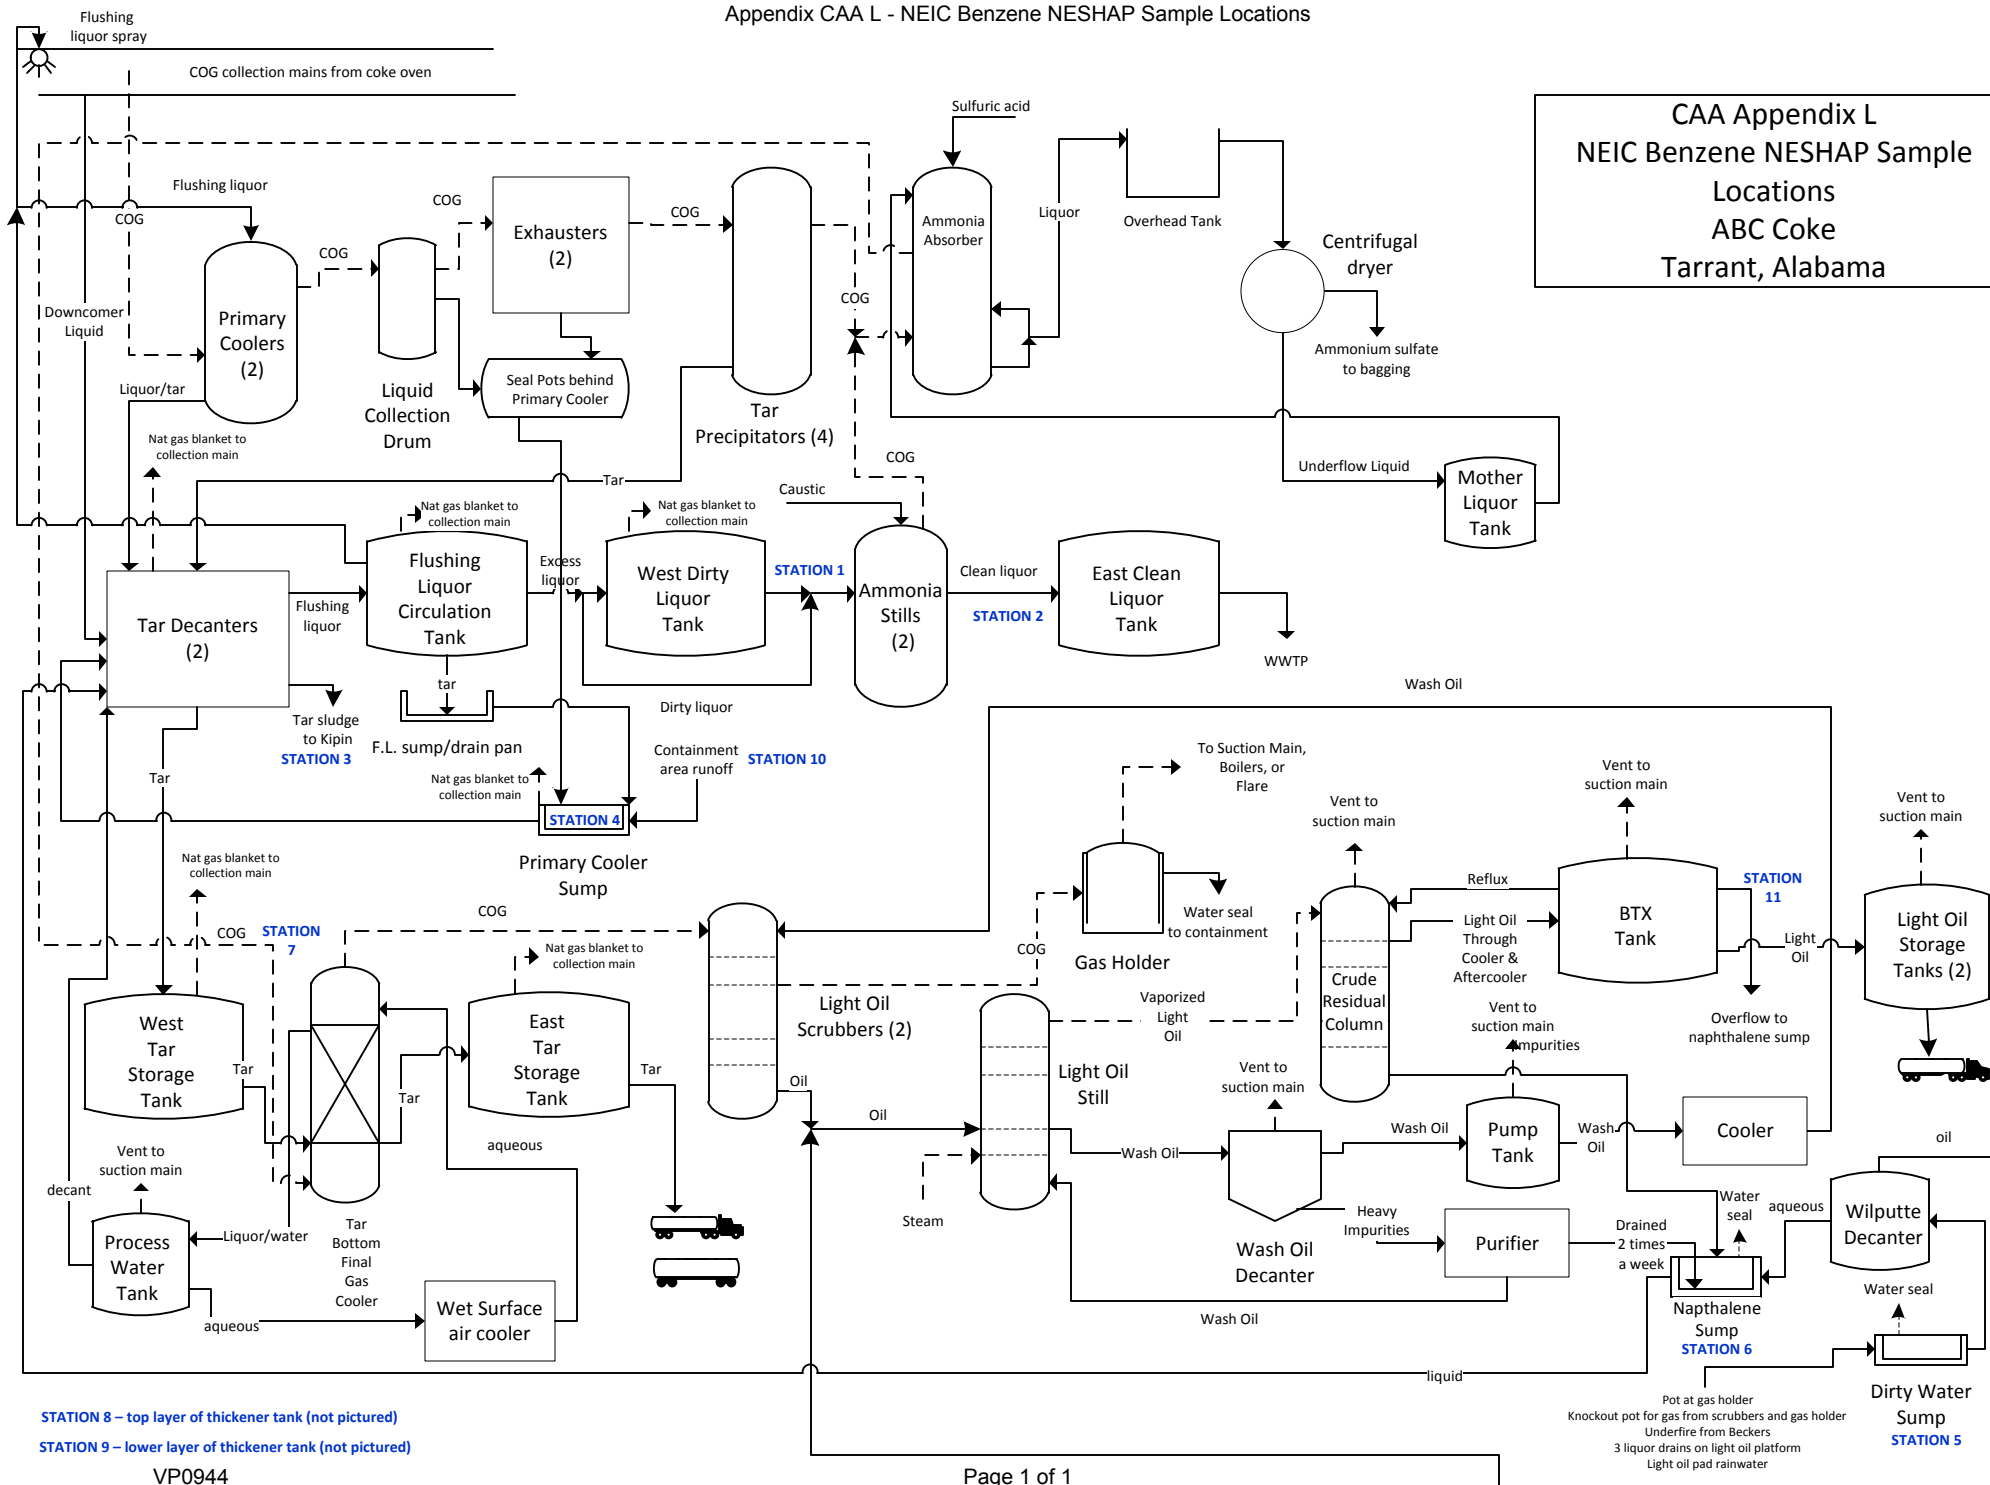 Appendix CAA L - NEIC Benzene NESHAP Sample Locations
Flushing
liquor spray
COG collection mains from coke oven
CAA Appendix L
NEIC Benzene NESHAP Sample
Locations
ABC Coke
Tarrant, Alabama
Sulfuric acid
Flushing liquor
COG
COG
COG
COG
Exhausters
(2)
Ammonia
Absorber
Liquor
Overhead Tank
Centrifugal
dryer
Downcomer
Liquid
Primary
Coolers
(2)
COG
Ammonium sulfate
to bagging
Liquor/tar
Liquid
Collection
Drum
Seal Pots behind
Primary Cooler
Tar
Precipitators (4)
Nat gas blanket to
collection main
COG
Underflow Liquid
Mother
Liquor
Tank
Tar
Caustic
Nat gas blanket to
collection main
Nat gas blanket to
collection main
Flushing
Liquor
Circulation
Tank
Excess
liquor
West Dirty
Liquor
Tank
STATION 1
Ammonia
Stills
(2)
Clean liquor
STATION 2
East Clean
Liquor
Tank
WWTP
Tar Decanters
(2)
Flushing
liquor
tar
Tar sludge
to Kipin
STATION 3
F.L. sump/drain pan
Dirty liquor
Wash Oil
Containment
area runoff
STATION 10
Tar
Nat gas blanket to
collection main
STATION 4
Primary Cooler
Sump
To Suction Main,
Boilers, or
Flare
Vent to
suction main
Vent to
suction main
Vent to
suction main
Nat gas blanket to
collection main
COG
STATION
7
COG
Nat gas blanket to
collection main
COG
Water seal
to containment
Gas Holder
Reflux
Light Oil
Through
Cooler &
Aftercooler
BTX
Tank
STATION
11
Light
Oil
Light Oil
Storage
Tanks (2)
West
Tar
Storage
Tank
Tar
Tar
East
Tar
Storage
Tank
Tar
Light Oil
Scrubbers (2)
Vaporized
Light
Oil
Crude
Residual
Column
Vent to
suction main
Impurities
Overflow to
naphthalene sump
Oil
Oil
Light Oil
Still
Vent to
suction main
Wash Oil
Wash Oil
Pump
Tank
Wash
Oil
Cooler
oil
aqueous
Vent to
suction main
decant
Process
Water
Tank
Liquor/water
Tar
Bottom
Final
Gas
Cooler
aqueous
Wet Surface
air cooler
Steam
Wash Oil
Decanter
Heavy
Impurities
Purifier
Wash Oil
Drained
2 times
a week
Water
seal
aqueous
Wilputte
Decanter
Napthalene
Sump
STATION 6
Water seal
liquid
Pot at gas holder
Knockout pot for gas from scrubbers and gas holder
Underfire from Beckers
3 liquor drains on light oil platform
Light oil pad rainwater
Dirty Water
Sump
STATION 5
STATION 8 – top layer of thickener tank (not pictured)
STATION 9 – lower layer of thickener tank (not pictured)
VP0944
Page 1 of 1